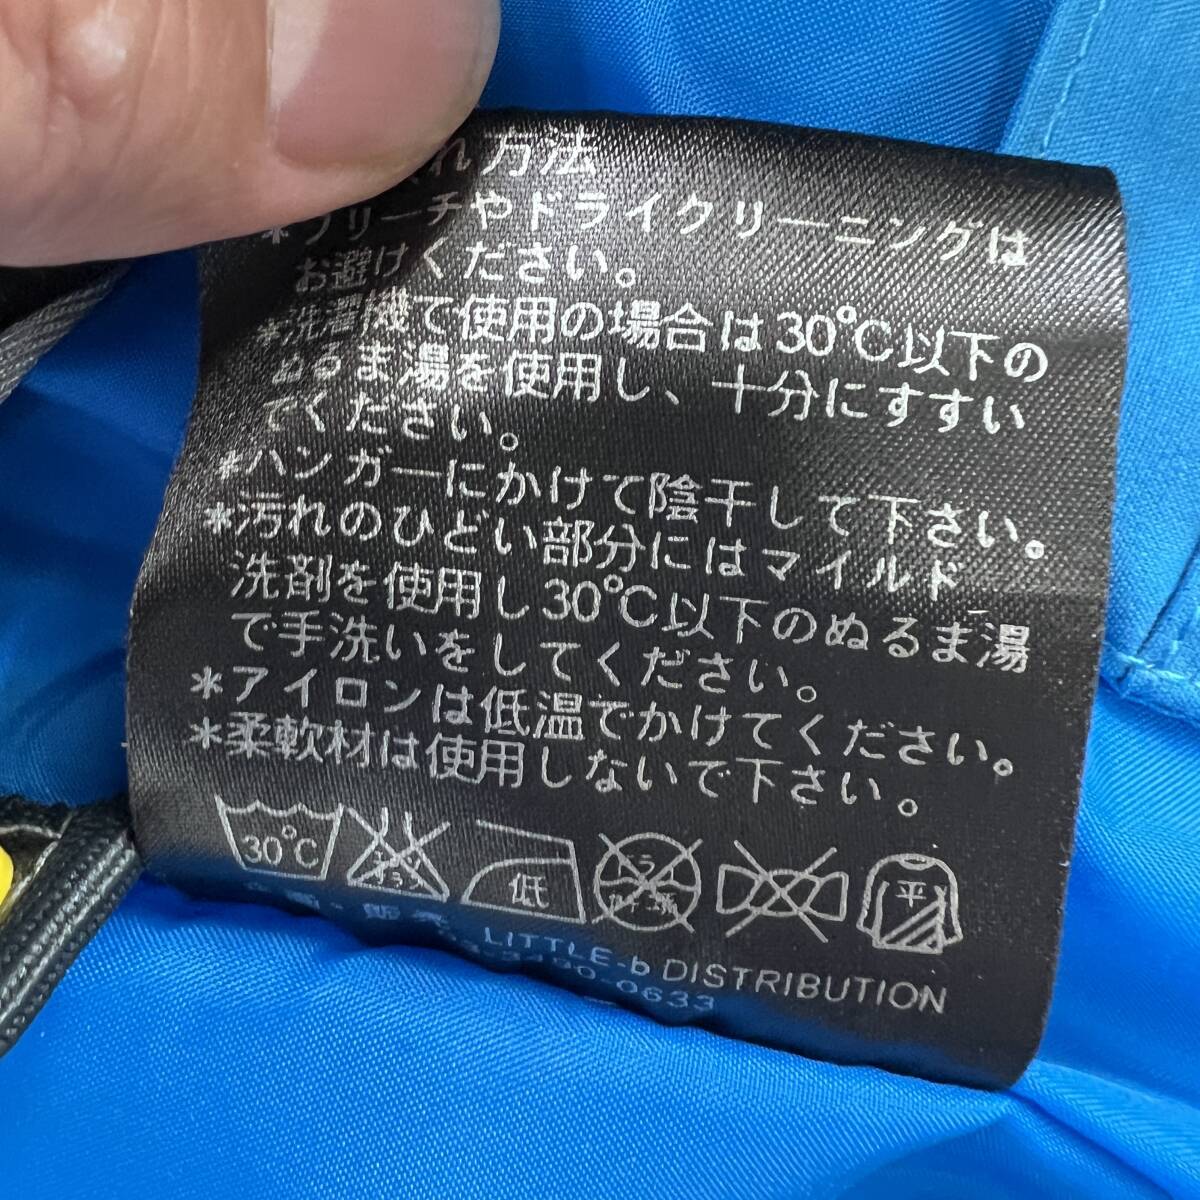 れ方法
*ブリーチやドライクリーニングは
お避けください。
*洗濯機で使用の場合は30℃以下の
ぬるま湯を使用し、十分にすすい
でください。
*ハンガーにかけて陰干して下さい。
*汚れのひどい部分にはマイルド
洗剤を使用し30℃以下のぬるま湯
で手洗いをしてください。
*アイロンは低温でかけてください。
*柔軟材は使用しないで下さい。
30℃ 低 ドライ 平
LITTLE-b DISTRIBUTION